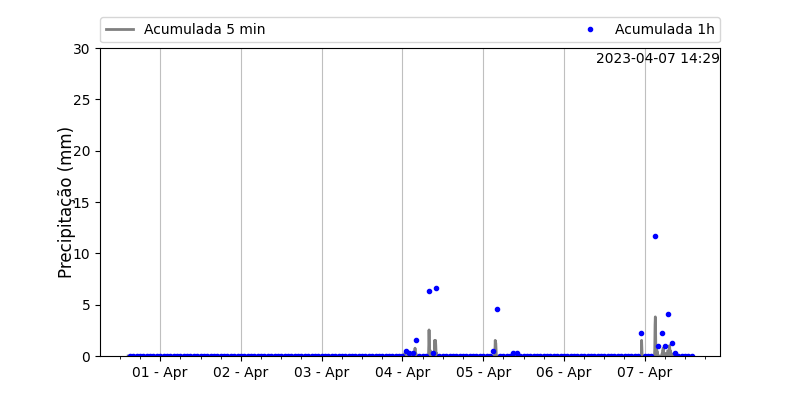 Acumulada 5 min
Acumulada 1h
2023-04-07 14:29
Precipitação (mm)
30
25
20
15
10
5
0
01 - Apr
02 - Apr
03 - Apr
04 - Apr
05 - Apr
06 - Apr
07 - Apr